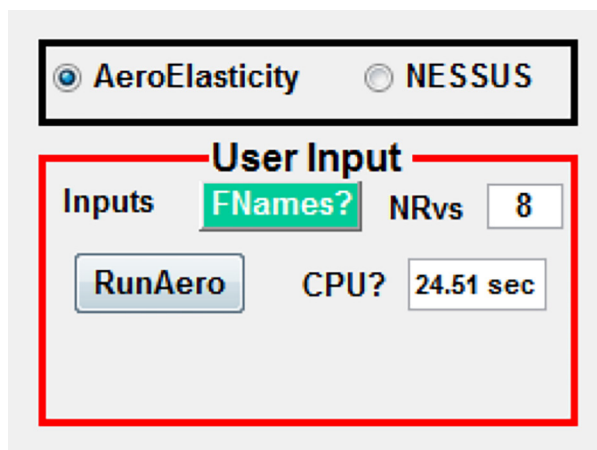 AeroElasticity NESSUS
User Input
Inputs FNames? NRvs 8
RunAero CPU? 24.51 sec